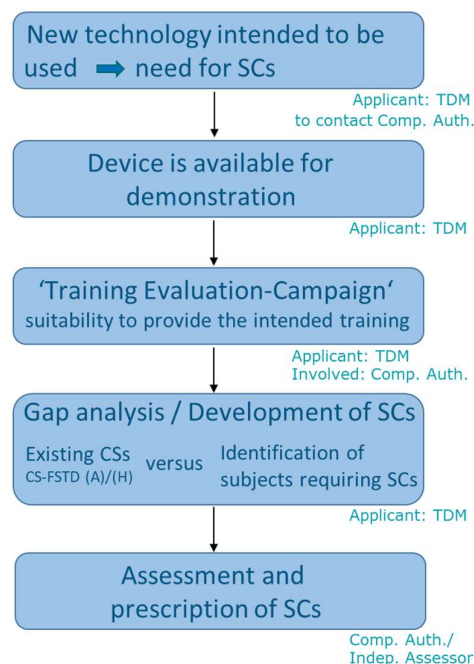 New technology intended to be
used ➡ need for SCs
Applicant: TDM
to contact Comp. Auth.
Device is available for
demonstration
Applicant: TDM
‘Training Evaluation-Campaign‘
suitability to provide the intended training
Applicant: TDM
Involved: Comp. Auth.
Gap analysis / Development of SCs
Existing CSs versus Identification of
CS-FSTD (A)/(H) subjects requiring SCs
Applicant: TDM
Assessment and
prescription of SCs
Comp. Auth./
Indep. Assessor